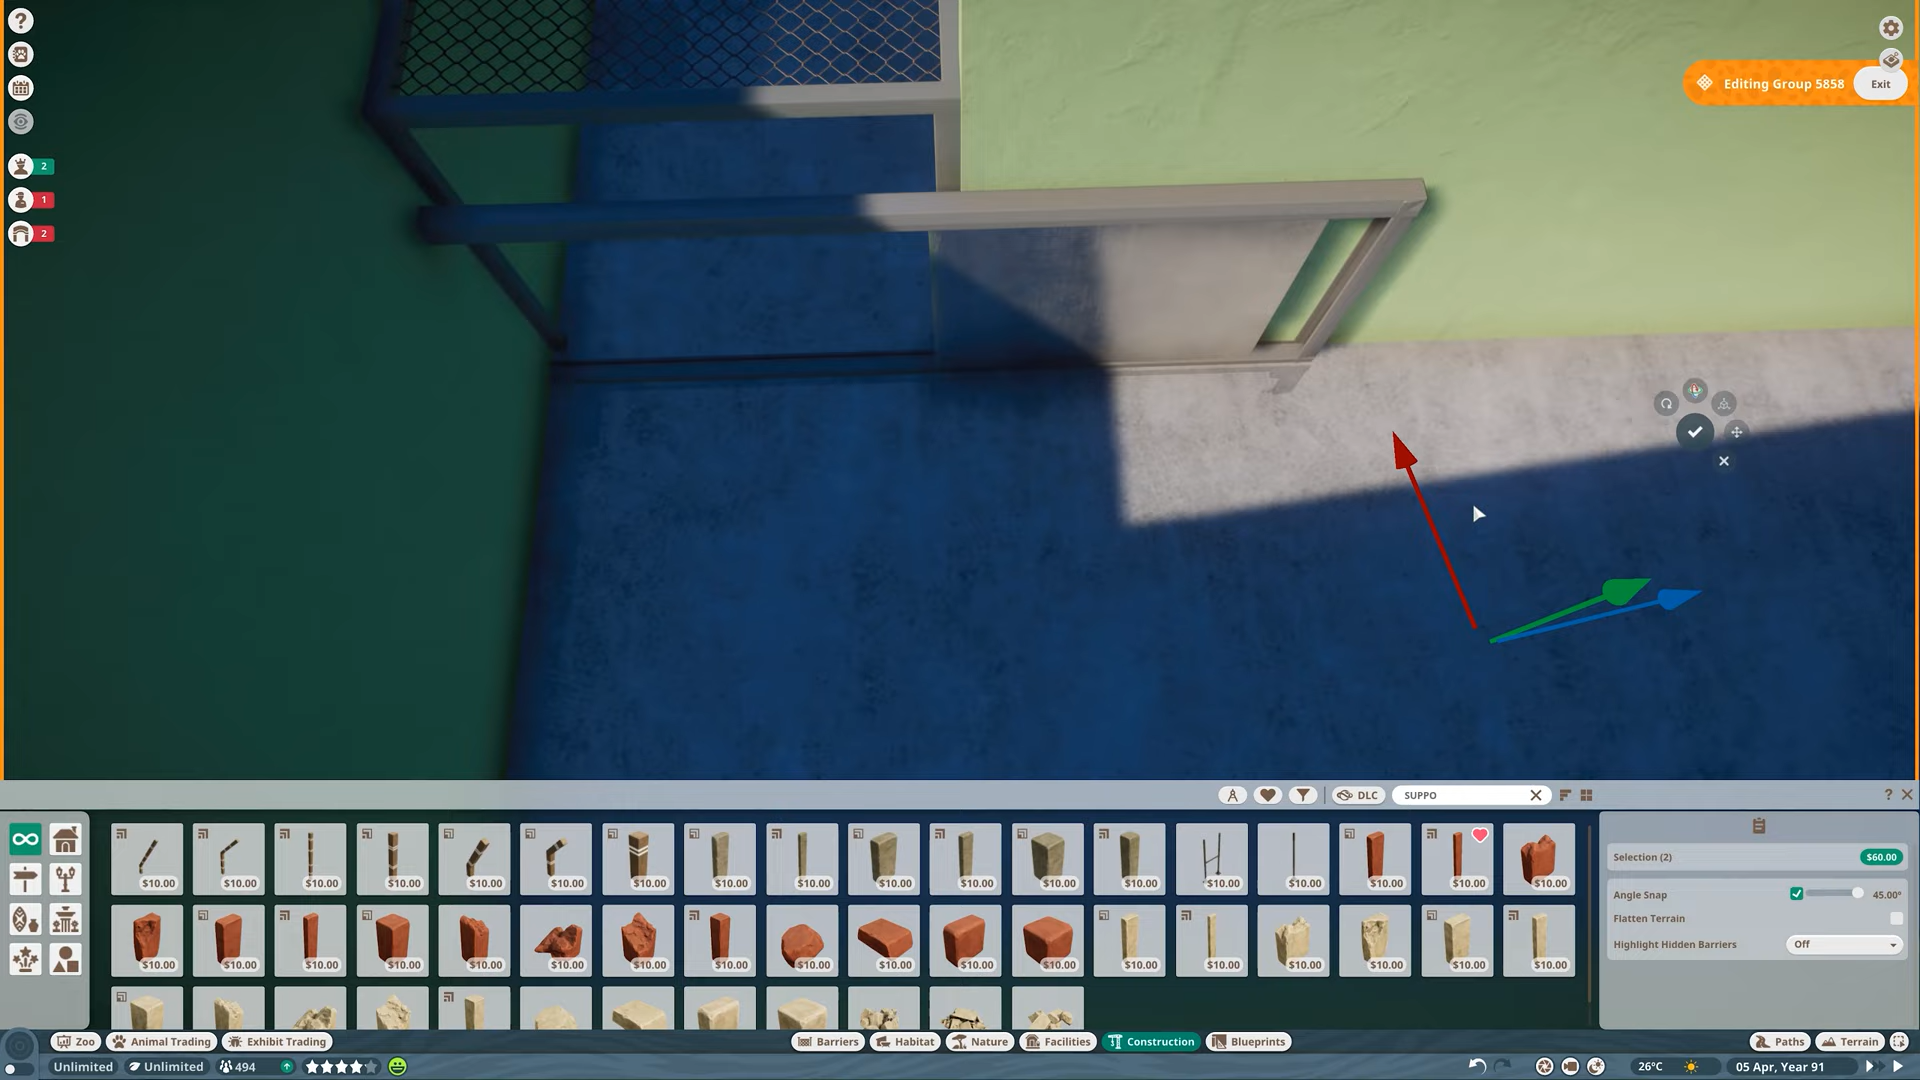 ?
Editing Group 5858
Exit
2
1
2
DLC
SUPPO
?
$10.00 $10.00 $10.00 $10.00 $10.00 $10.00 $10.00 $10.00 $10.00 $10.00 $10.00 $10.00 $10.00 $10.00 $10.00 $10.00 $10.00 $10.00
$10.00 $10.00 $10.00 $10.00 $10.00 $10.00 $10.00 $10.00 $10.00 $10.00 $10.00 $10.00 $10.00 $10.00 $10.00 $10.00 $10.00 $10.00
Selection (2)
$60.00
Angle Snap
45.00°
Flatten Terrain
Highlight Hidden Barriers
Off
Zoo
Animal Trading
Exhibit Trading
Barriers
Habitat
Nature
Facilities
Construction
Blueprints
Paths
Terrain
Unlimited
Unlimited
494
26°C
05 Apr, Year 91